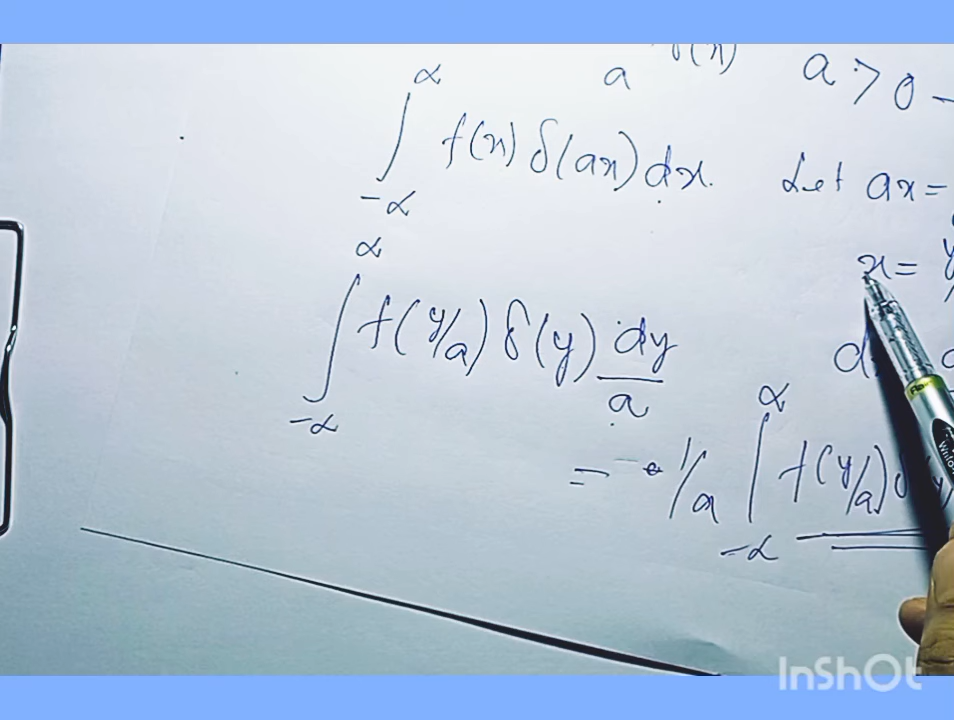 a δ(x) a > 0 -
∫_{-α}^{α} f(x) δ(ax) dx. Let ax =
∫_{-α}^{α} f(y/a) δ(y) dy/a x = y/
= 1/a ∫_{-α}^{α} f(y/a) δ(y)
InShOt